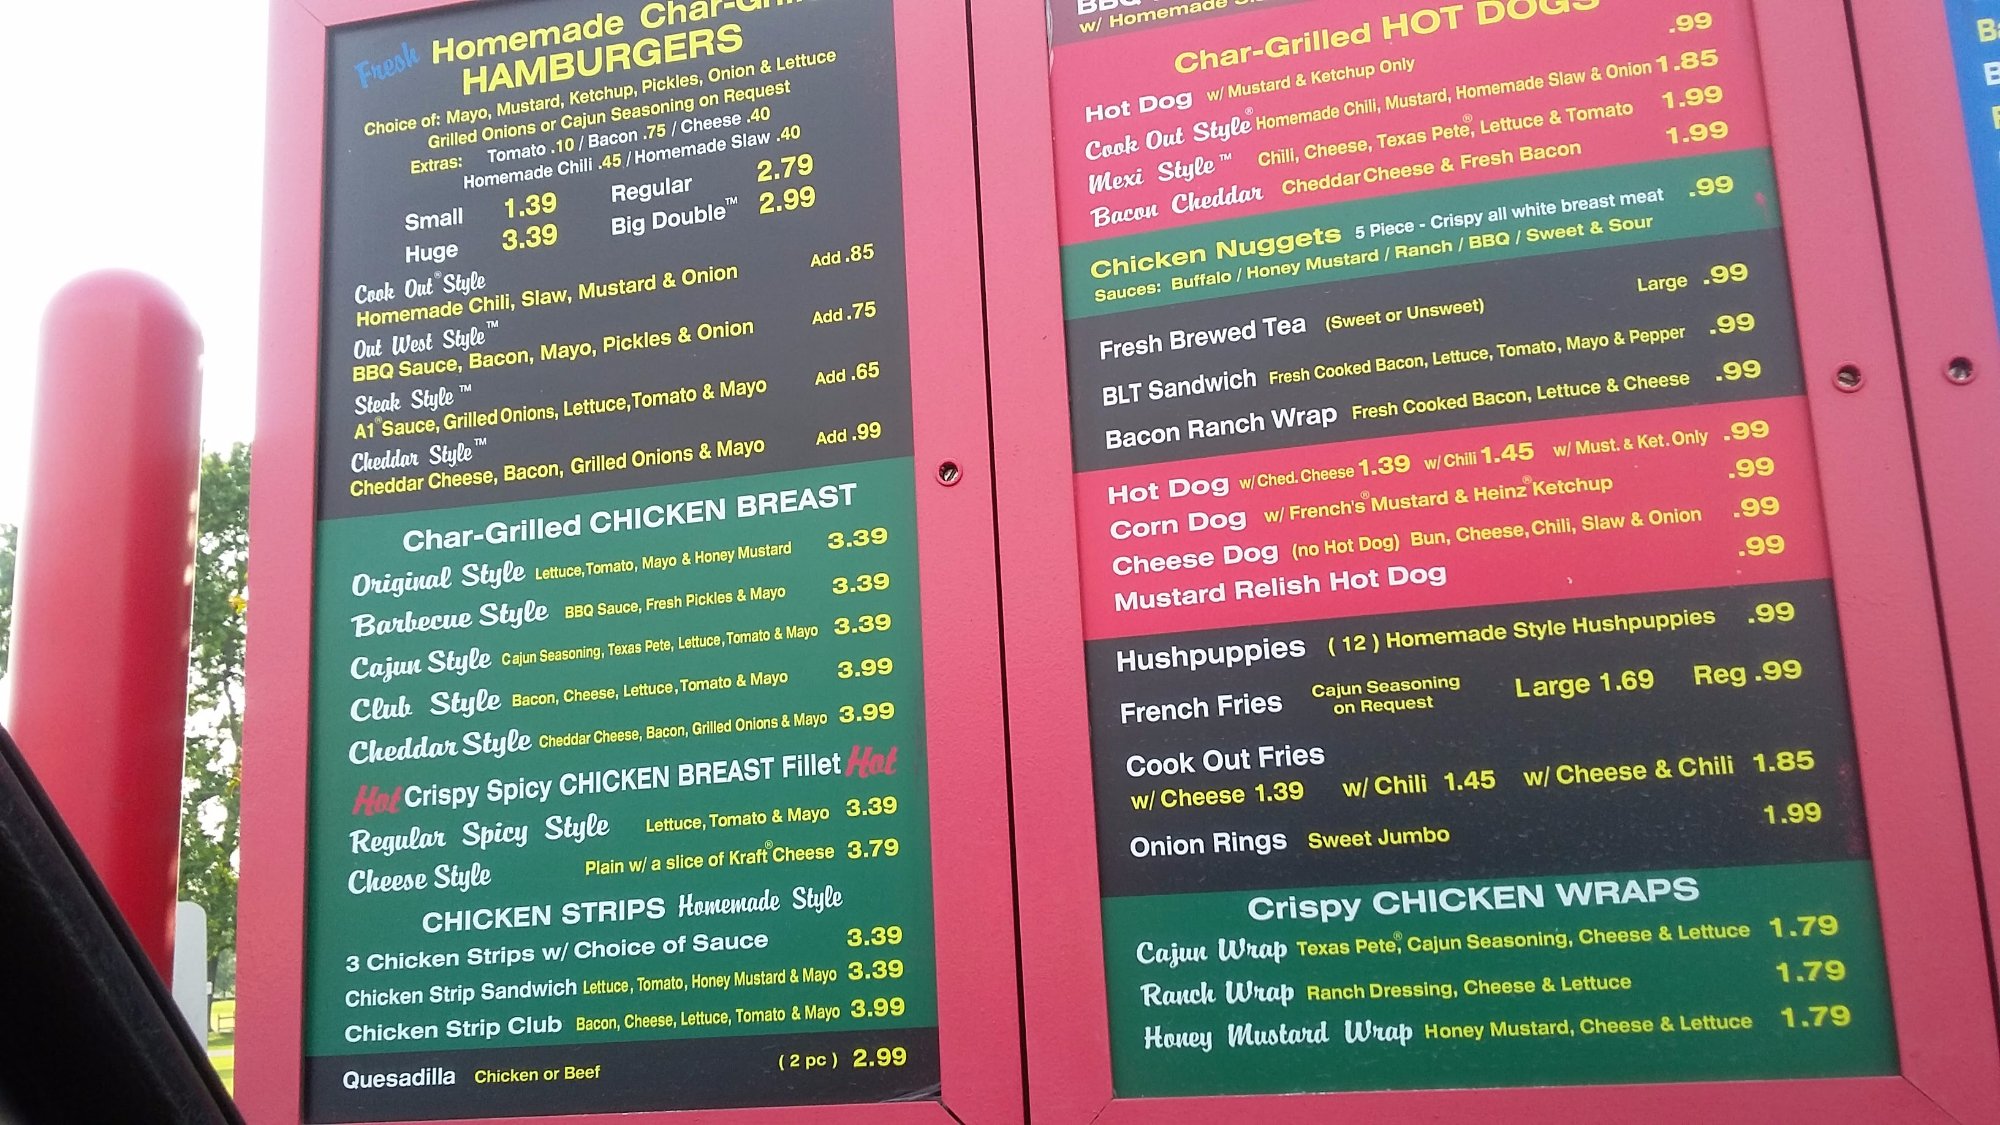 Fresh Homemade Char-Gri
HAMBURGERS
Choice of: Mayo, Mustard, Ketchup, Pickles, Onion & Lettuce
Grilled Onions or Cajun Seasoning on Request
Extras: Tomato .10 / Bacon .75 / Cheese .40
Homemade Chili .45 / Homemade Slaw .40
Small 1.39 Regular 2.79
Huge 3.39 Big Double™ 2.99
Cook Out® Style
Homemade Chili, Slaw, Mustard & Onion Add .85
Out West Style™
BBQ Sauce, Bacon, Mayo, Pickles & Onion Add .75
Steak Style™
A1® Sauce, Grilled Onions, Lettuce, Tomato & Mayo Add .65
Cheddar Style™
Cheddar Cheese, Bacon, Grilled Onions & Mayo Add .99
Char-Grilled CHICKEN BREAST
Original Style Lettuce, Tomato, Mayo & Honey Mustard 3.39
Barbecue Style BBQ Sauce, Fresh Pickles & Mayo 3.39
Cajun Style Cajun Seasoning, Texas Pete, Lettuce, Tomato & Mayo 3.39
Club Style Bacon, Cheese, Lettuce, Tomato & Mayo 3.99
Cheddar Style Cheddar Cheese, Bacon, Grilled Onions & Mayo 3.99
Hot Crispy Spicy CHICKEN BREAST Fillet Hot
Regular Spicy Style Lettuce, Tomato & Mayo 3.39
Cheese Style Plain w/ a slice of Kraft® Cheese 3.79
CHICKEN STRIPS Homemade Style
3 Chicken Strips w/ Choice of Sauce 3.39
Chicken Strip Sandwich Lettuce, Tomato, Honey Mustard & Mayo 3.39
Chicken Strip Club Bacon, Cheese, Lettuce, Tomato & Mayo 3.99
Quesadilla Chicken or Beef ( 2 pc ) 2.99
BBQ
w/ Homemade
Char-Grilled HOT DOGS
Hot Dog w/ Mustard & Ketchup Only .99
Cook Out Style® Homemade Chili, Mustard, Homemade Slaw & Onion 1.85
Mexi Style™ Chili, Cheese, Texas Pete®, Lettuce & Tomato 1.99
Bacon Cheddar Cheddar Cheese & Fresh Bacon 1.99
Chicken Nuggets 5 Piece - Crispy all white breast meat .99
Sauces: Buffalo / Honey Mustard / Ranch / BBQ / Sweet & Sour
Fresh Brewed Tea (Sweet or Unsweet) Large .99
BLT Sandwich Fresh Cooked Bacon, Lettuce, Tomato, Mayo & Pepper .99
Bacon Ranch Wrap Fresh Cooked Bacon, Lettuce & Cheese .99
Hot Dog w/ Ched. Cheese 1.39 w/ Chili 1.45 w/ Must. & Ket. Only .99
Corn Dog w/ French's® Mustard & Heinz® Ketchup .99
Cheese Dog (no Hot Dog) Bun, Cheese, Chili, Slaw & Onion .99
Mustard Relish Hot Dog .99
Hushpuppies ( 12 ) Homemade Style Hushpuppies .99
French Fries Cajun Seasoning on Request Large 1.69 Reg .99
Cook Out Fries
w/ Cheese 1.39 w/ Chili 1.45 w/ Cheese & Chili 1.85
Onion Rings Sweet Jumbo 1.99
Crispy CHICKEN WRAPS
Cajun Wrap Texas Pete®, Cajun Seasoning, Cheese & Lettuce 1.79
Ranch Wrap Ranch Dressing, Cheese & Lettuce 1.79
Honey Mustard Wrap Honey Mustard, Cheese & Lettuce 1.79